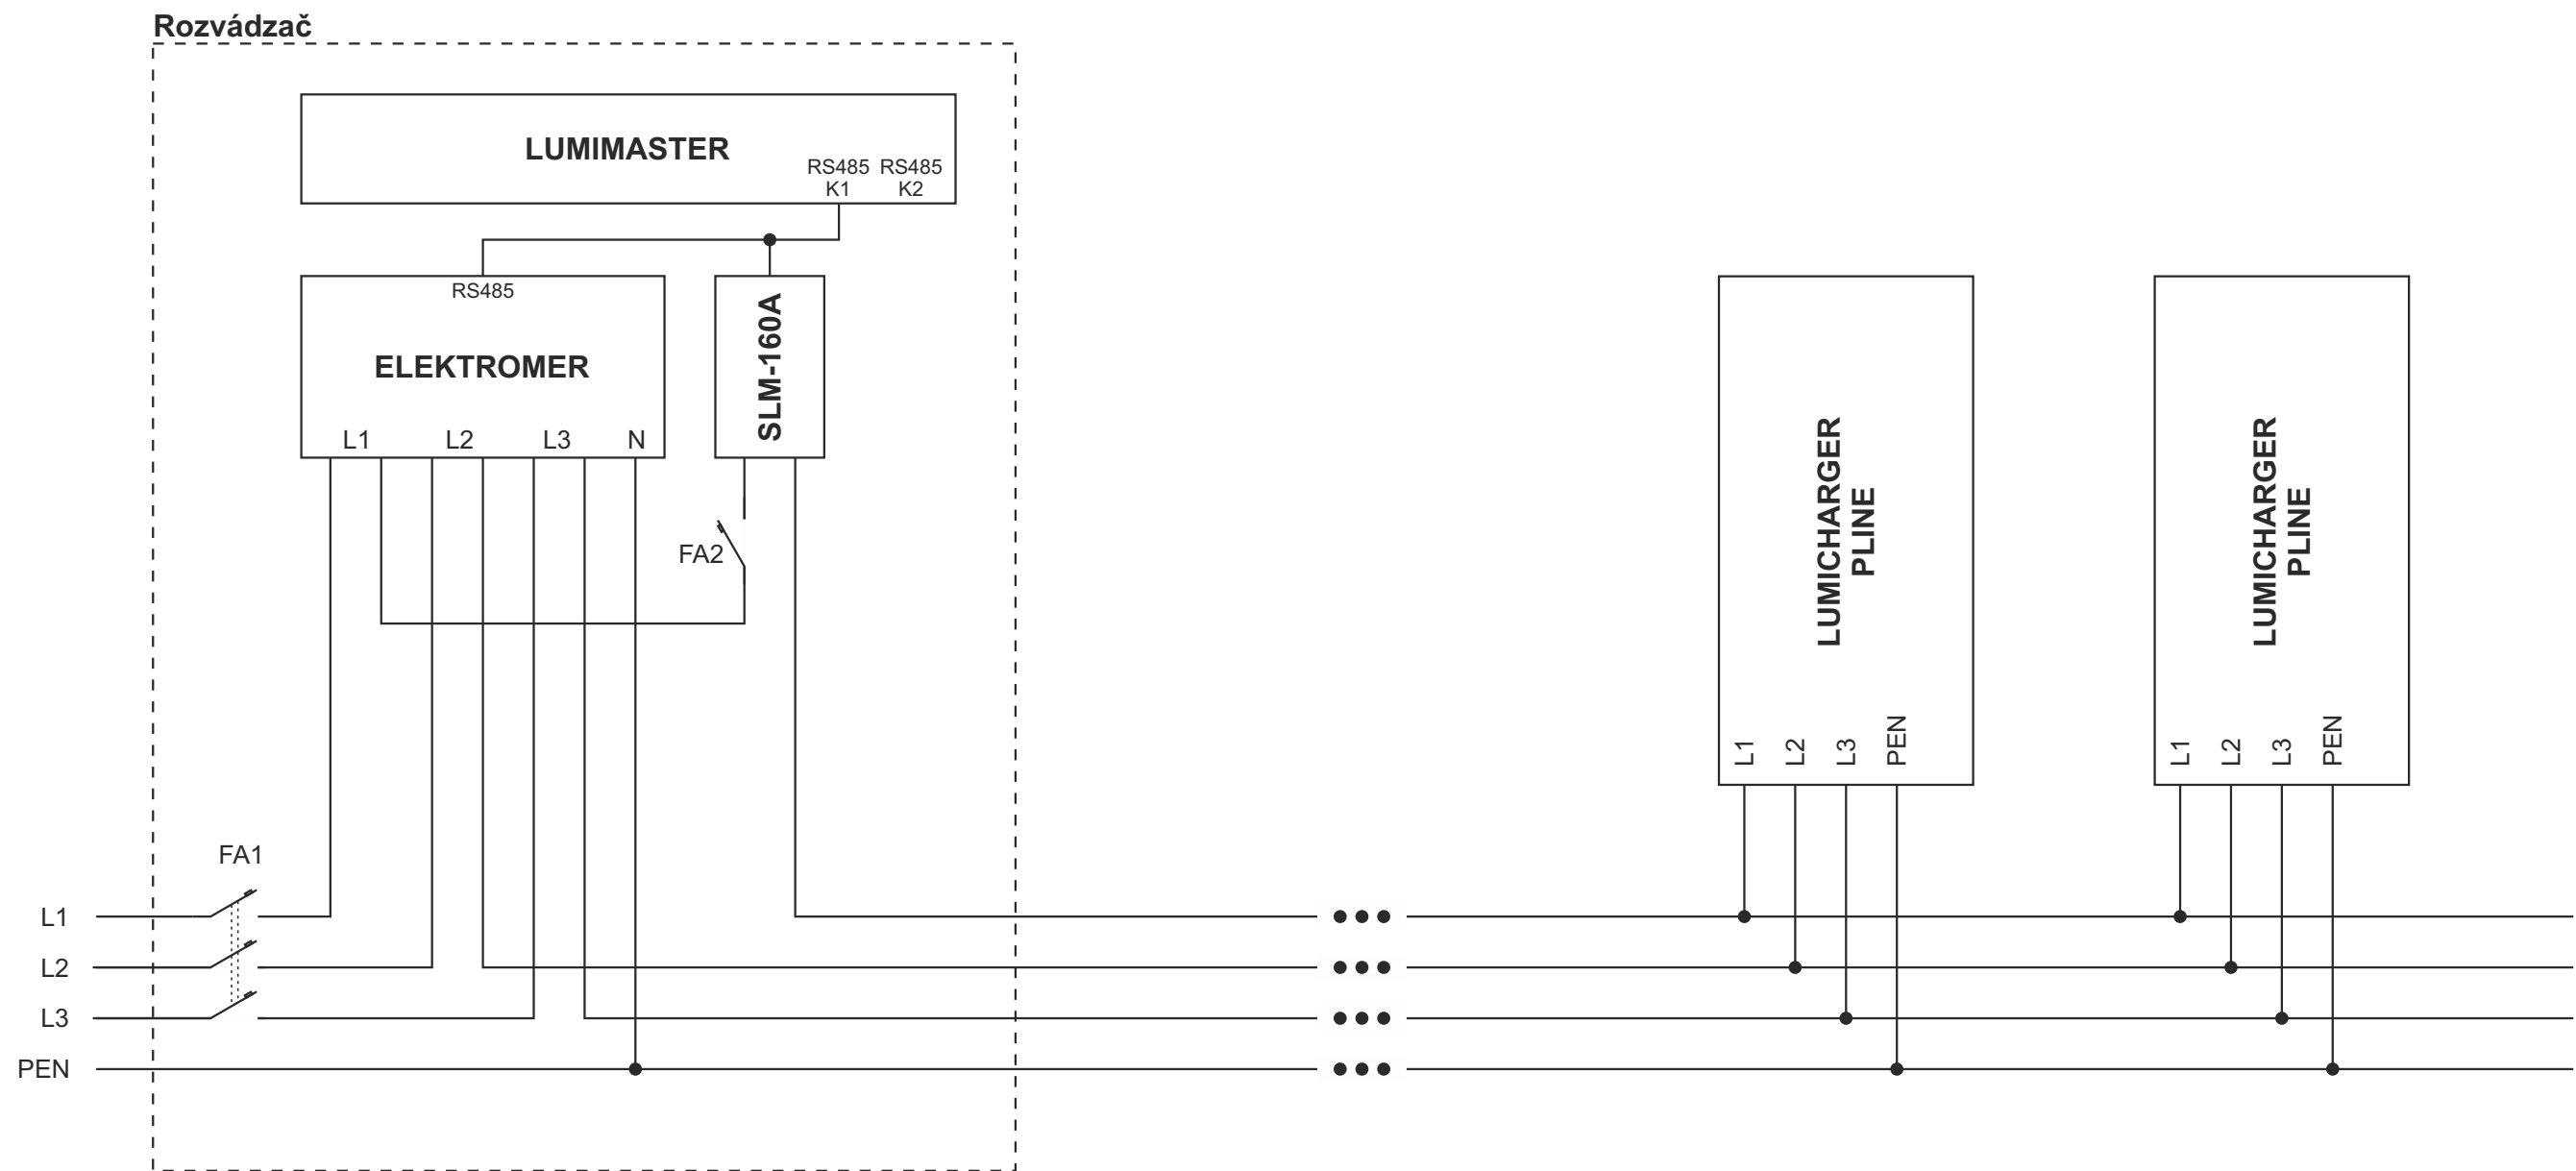 Rozvádzač
LUMIMASTER
RS485 RS485
K1 K2
RS485
ELEKTROMER
L1 L2 L3 N
SLM-160A
FA2
FA1
L1
L2
L3
PEN
LUMICHARGER
PLINE
L1 L2 L3 PEN
LUMICHARGER
PLINE
L1 L2 L3 PEN